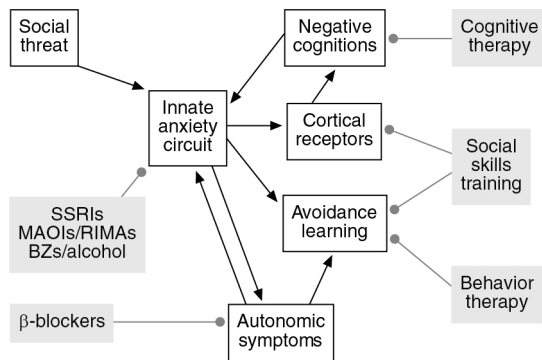 Social
threat
Negative
cognitions
Cognitive
therapy
Innate
anxiety
circuit
Cortical
receptors
Social
skills
training
SSRIs
MAOIs/RIMAs
BZs/alcohol
Avoidance
learning
Behavior
therapy
β-blockers
Autonomic
symptoms